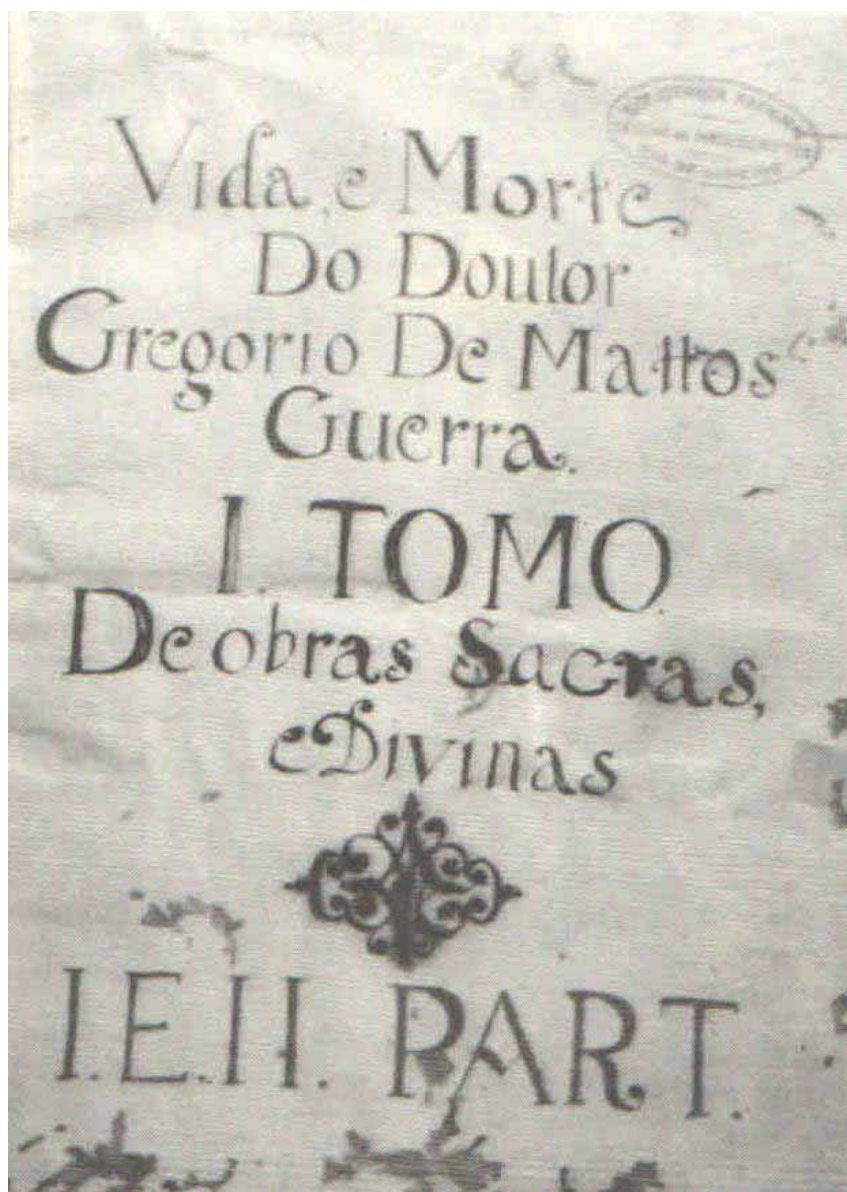 Vida, e Morte
Do Doutor
Gregorio De Mattos
Guerra.
I. TOMO.
De obras Sacras,
e Divinas
I.E.II. PART.